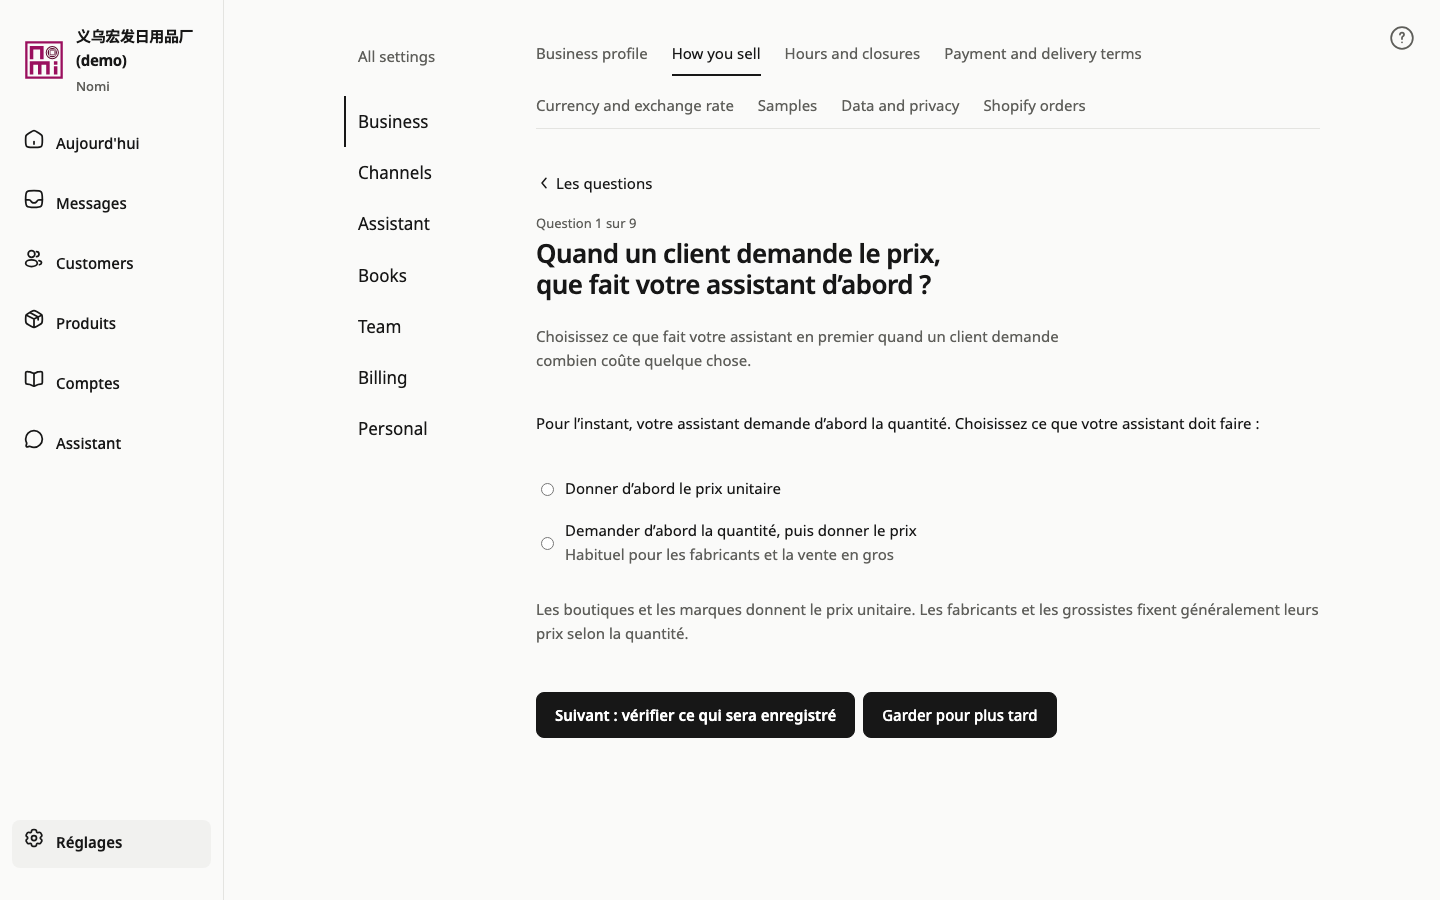 义乌宏发日用品厂
(demo)
Nomi
Aujourd'hui
Messages
Customers
Produits
Comptes
Assistant
Réglages
All settings
Business
Channels
Assistant
Books
Team
Billing
Personal
Business profile
How you sell
Hours and closures
Payment and delivery terms
Currency and exchange rate
Samples
Data and privacy
Shopify orders
Les questions
Question 1 sur 9
Quand un client demande le prix,
que fait votre assistant d’abord ?
Choisissez ce que fait votre assistant en premier quand un client demande
combien coûte quelque chose.
Pour l’instant, votre assistant demande d’abord la quantité. Choisissez ce que votre assistant doit faire :
Donner d’abord le prix unitaire
Demander d’abord la quantité, puis donner le prix
Habituel pour les fabricants et la vente en gros
Les boutiques et les marques donnent le prix unitaire. Les fabricants et les grossistes fixent généralement leurs
prix selon la quantité.
Suivant : vérifier ce qui sera enregistré
Garder pour plus tard